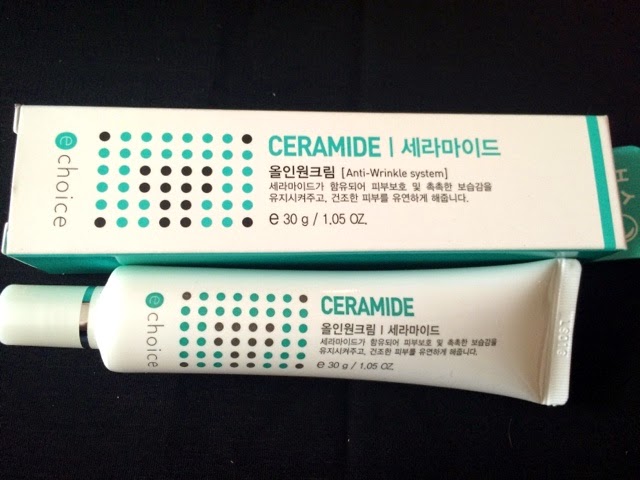 e choice
CERAMIDE | 세라마이드
올인원크림 [Anti-Wrinkle system]
세라마이드가 함유되어 피부보호 및 촉촉한 보습감을
유지시켜주고, 건조한 피부를 유연하게 해줍니다.
e 30 g / 1.05 OZ.
e choice
CERAMIDE
올인원크림 | 세라마이드
세라마이드가 함유되어 피부보호 및 촉촉한 보습감을
유지시켜주고, 건조한 피부를 유연하게 해줍니다.
e 30 g / 1.05 OZ.